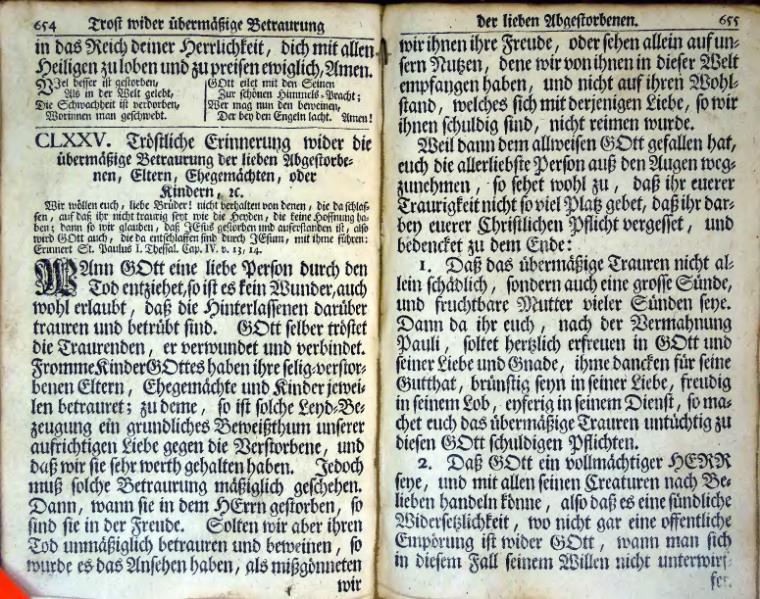 654 Trost wider übermäßige Betraurung
in das Reich deiner Herrlichkeit, dich mit allen
Heiligen zu loben und zu preisen ewiglich, Amen.
Viel besser ist gestorben,
Als in der Welt gelebt,
Die Schwachheit ist verdorben,
Worinnen man geschwebt.
GOtt eilet mit den Seinen
Zur schönen Himmels-Pracht;
Wer mag nun den beweinen,
Der bey den Engeln lacht. Amen!
CLXXV. Tröstliche Erinnerung wider die
übermäßige Betraurung der lieben Abgestorbe-
nen, Eltern, Ehegemächten, oder
Kindern, ꝛc.
Wir wöllen euch, liebe Brüder! nicht verhalten von denen, die da schlaf-
fen, auf daß ihr nicht traurig seyt wie die Heyden, die keine Hoffnung ha-
ben; dann so wir glauben, daß JEsus gestorben und auferstanden ist, also
wird GOtt auch, die da entschlaffen sind durch JEsum, mit ihme führen:
Erinnert St. Paulus I. Thessal. Cap. IV. v. 13, 14.
WAnn GOtt eine liebe Person durch den
Tod entziehet, so ist es kein Wunder, auch
wohl erlaubt, daß die Hinterlassenen darüber
trauren und betrübt sind. GOtt selber tröstet
die Traurenden, er verwundet und verbindet.
Fromme Kinder GOttes haben ihre selig-verstor-
benen Eltern, Ehegemächte und Kinder jewei-
len betrauret; zu deme, so ist solche Leyd-Be-
zeugung ein grundliches Beweißthum unserer
aufrichtigen Liebe gegen die Verstorbene, und
daß wir sie sehr werth gehalten haben. Jedoch
muß solche Betraurung mäßiglich geschehen.
Dann, wann sie in dem HErrn gestorben, so
sind sie in der Freude. Solten wir aber ihren
Tod unmäßiglich betrauren und beweinen, so
wurde es das Ansehen haben, als mißgönneten
wir
der lieben Abgestorbenen. 655
wir ihnen ihre Freude, oder sehen allein auf un-
sern Nutzen, dene wir von ihnen in dieser Welt
empfangen haben, und nicht auf ihren Wohl-
stand, welches sich mit derjenigen Liebe, so wir
ihnen schuldig sind, nicht reimen wurde.
Weil dann dem allweisen GOtt gefallen hat,
euch die allerliebste Person auß den Augen weg-
zunehmen, so sehet wohl zu, daß ihr euerer
Traurigkeit nicht so viel Platz gebet, daß ihr dar-
bey euerer Christlichen Pflicht vergesset, und
bedencket zu dem Ende:
1. Daß das übermäßige Trauren nicht al-
lein schädlich, sondern auch eine grosse Sünde,
und fruchtbare Mutter vieler Sünden seye.
Dann da ihr euch, nach der Vermahnung
Pauli, soltet hertzlich erfreuen in GOtt und
seiner Liebe und Gnade, ihme dancken für seine
Gutthat, brünstig seyn in seiner Liebe, freudig
in seinem Lob, eyferig in seinem Dienst, so ma-
chet euch das übermäßige Trauren untüchtig zu
diesen GOtt schuldigen Pflichten.
2. Daß GOtt ein vollmächtiger HERR
seye, und mit allen seinen Creaturen nach Be-
lieben handeln könne, also daß es eine sündliche
Widersetzlichkeit, wo nicht gar eine offentliche
Empörung ist wider GOtt, wann man sich
in diesem Fall seinem Willen nicht unterwirf-
fet.